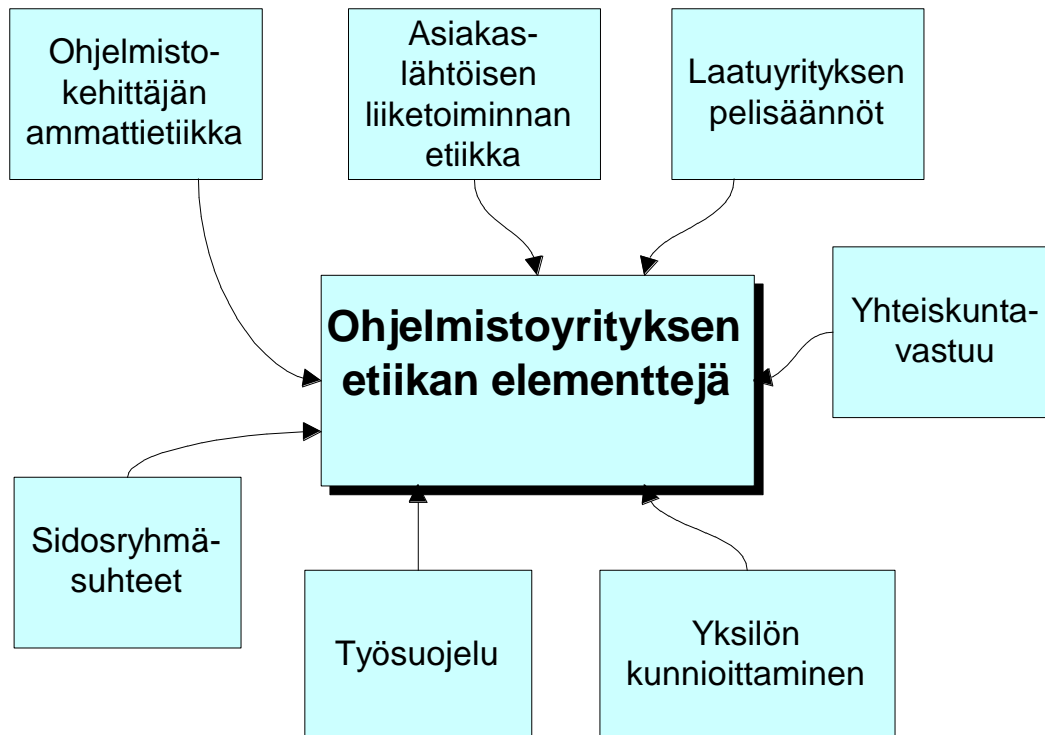 Ohjelmisto-
kehittäjän
ammattietiikka
Asiakas-
lähtöisen
liiketoiminnan
etiikka
Laatuyrityksen
pelisäännöt
Ohjelmistoyrityksen
etiikan elementtejä
Yhteiskunta-
vastuu
Sidosryhmä-
suhteet
Työsuojelu
Yksilön
kunnioittaminen